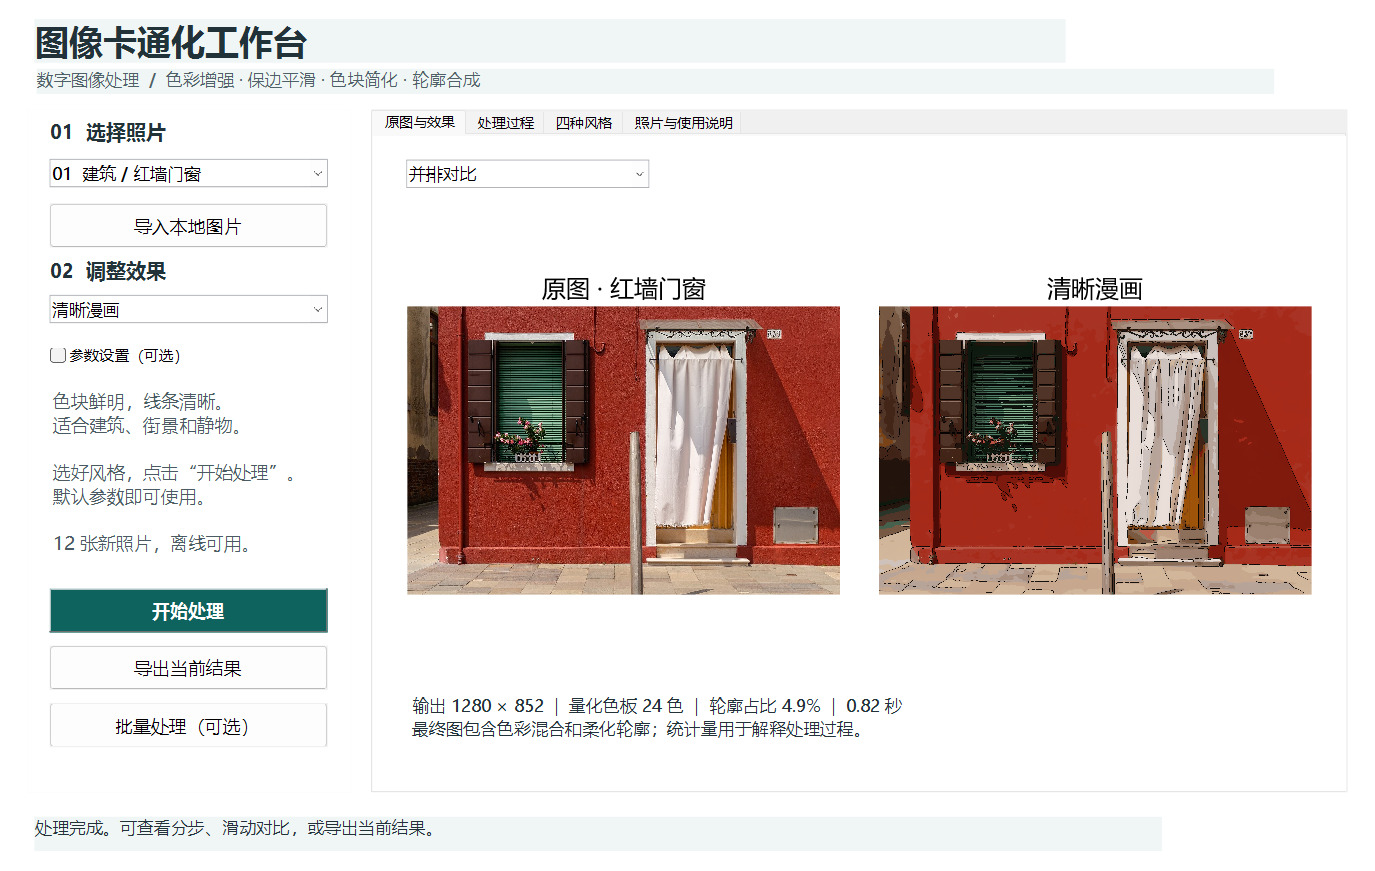 图像卡通化工作台
数字图像处理 / 色彩增强 · 保边平滑 · 色块简化 · 轮廓合成
01 选择照片
01 建筑 / 红墙门窗
导入本地图片
02 调整效果
清晰漫画
参数设置（可选）
色块鲜明，线条清晰。
适合建筑、街景和静物。
选好风格，点击“开始处理”。
默认参数即可使用。
12 张新照片，离线可用。
开始处理
导出当前结果
批量处理（可选）
原图与效果 处理过程 四种风格 照片与使用说明
并排对比
原图 · 红墙门窗
清晰漫画
输出 1280 × 852 | 量化色板 24 色 | 轮廓占比 4.9% | 0.82 秒
最终图包含色彩混合和柔化轮廓；统计量用于解释处理过程。
处理完成。可查看分步、滑动对比，或导出当前结果。